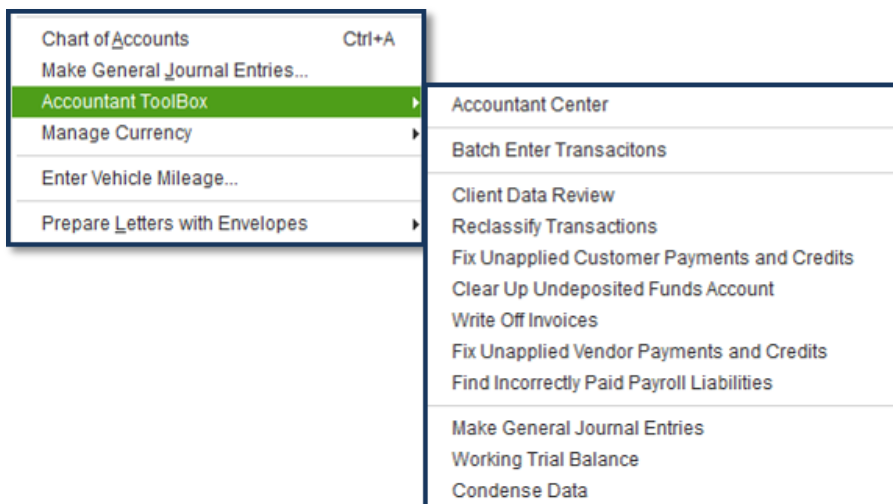 Chart of Accounts Ctrl+A
Make General Journal Entries...
Accountant ToolBox
Manage Currency
Enter Vehicle Mileage...
Prepare Letters with Envelopes
Accountant Center
Batch Enter Transacitons
Client Data Review
Reclassify Transactions
Fix Unapplied Customer Payments and Credits
Clear Up Undeposited Funds Account
Write Off Invoices
Fix Unapplied Vendor Payments and Credits
Find Incorrectly Paid Payroll Liabilities
Make General Journal Entries
Working Trial Balance
Condense Data